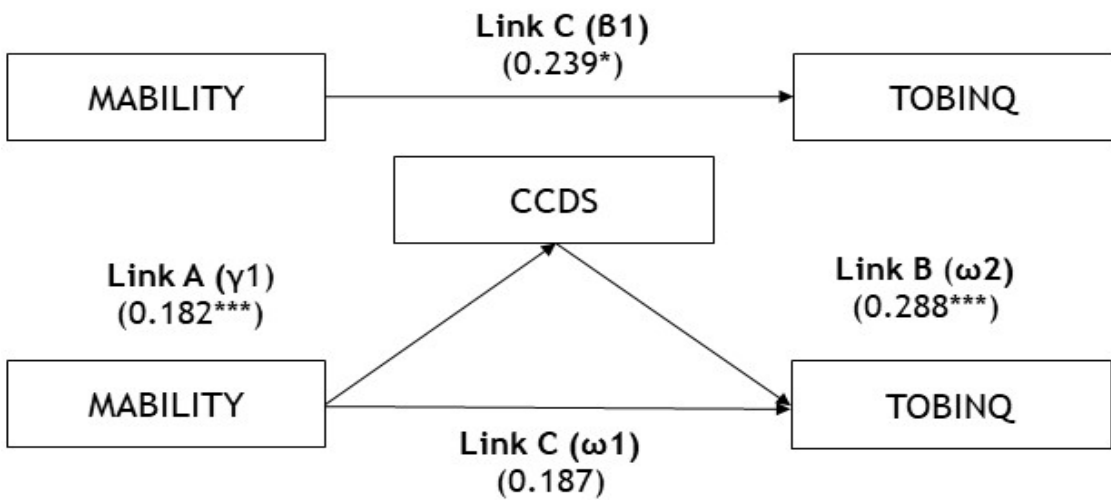 Link C (ß1)
(0.239*)
MABILITY
TOBINQ
CCDS
Link A (γ1)
(0.182***)
Link B (ω2)
(0.288***)
MABILITY
TOBINQ
Link C (ω1)
(0.187)